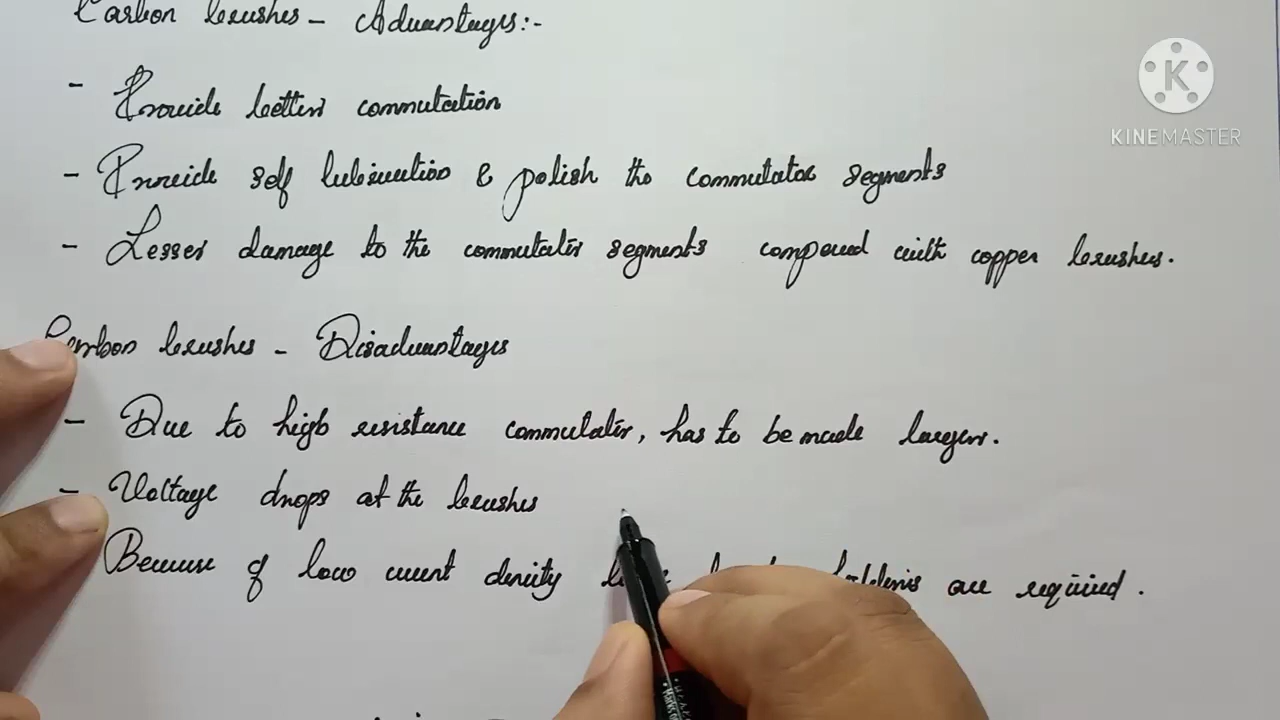 Carbon brushes - Advantages:-
- Provide better commutation
- Provide self lubrication & polish the commutator segments
- Lesser damage to the commutator segments compared with copper brushes.
Carbon brushes - Disadvantages
- Due to high resistance commutator, has to be made larger.
- Voltage drops at the brushes
Because of low current density holders are required.
K
KINEMASTER